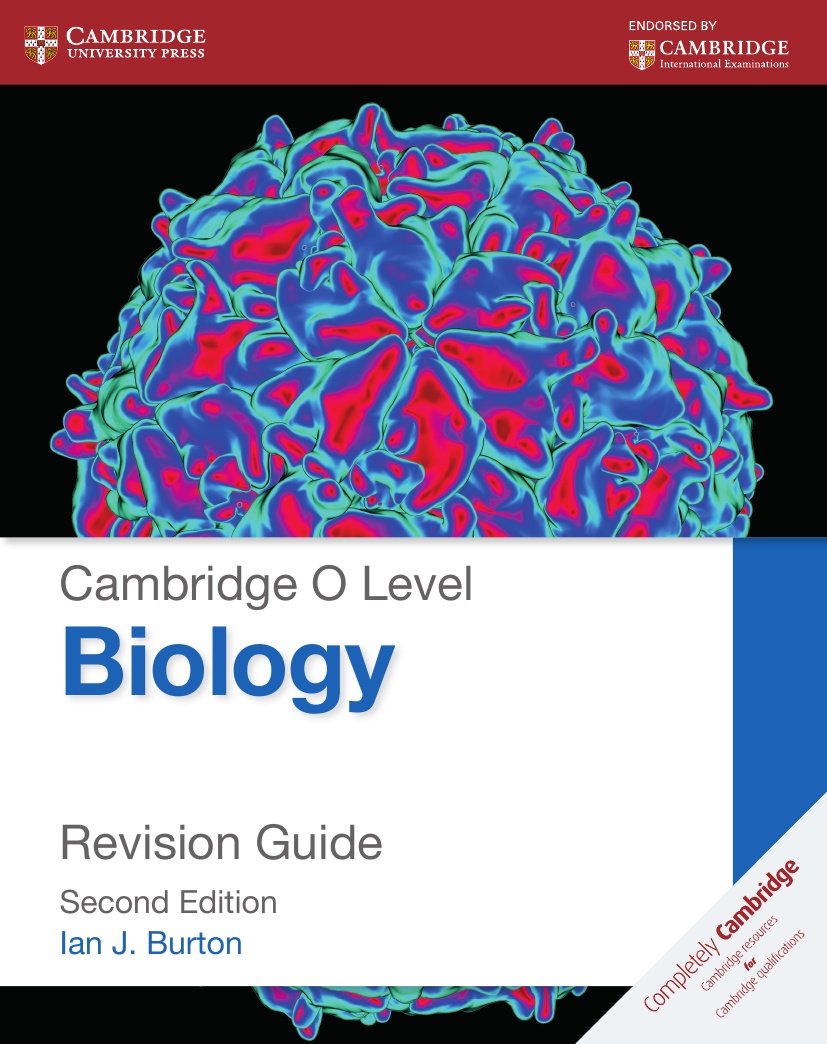 CAMBRIDGE
UNIVERSITY PRESS
ENDORSED BY
CAMBRIDGE
International Examinations
Cambridge O Level
Biology
Revision Guide
Second Edition
Ian J. Burton
Completely Cambridge
Cambridge resources
for
Cambridge qualifications